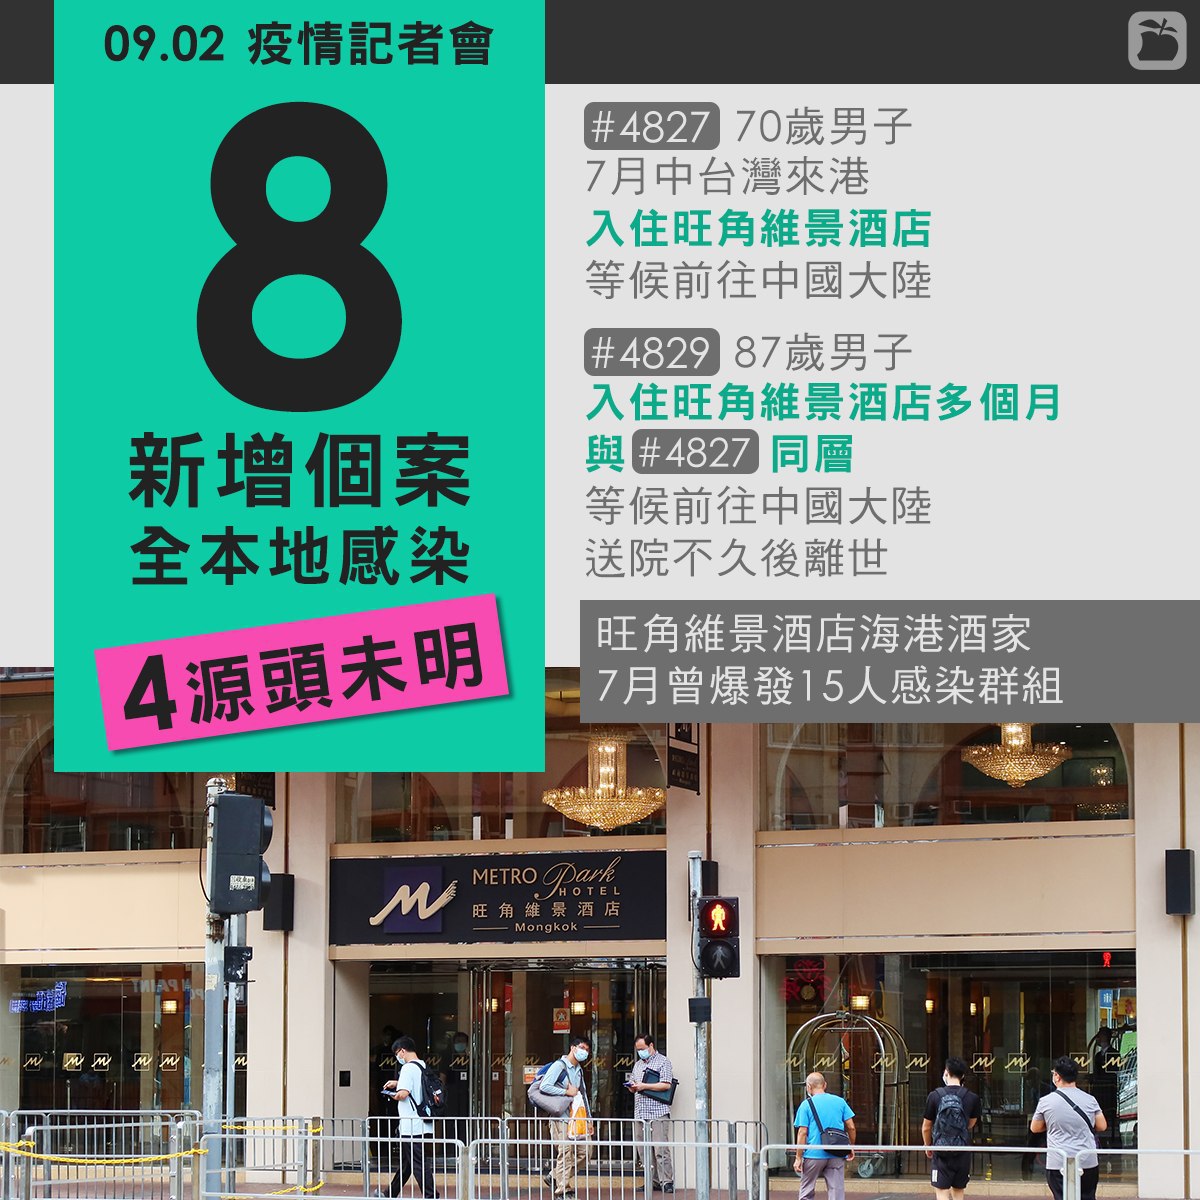 09.02 疫情記者會
8
新增個案
全本地感染
4源頭未明
#4827 70歲男子
7月中台灣來港
入住旺角維景酒店
等候前往中國大陸
#4829 87歲男子
入住旺角維景酒店多個月
與 #4827 同層
等候前往中國大陸
送院不久後離世
旺角維景酒店海港酒家
7月曾爆發15人感染群組
METRO Park
HOTEL
旺角維景酒店
Mongkok